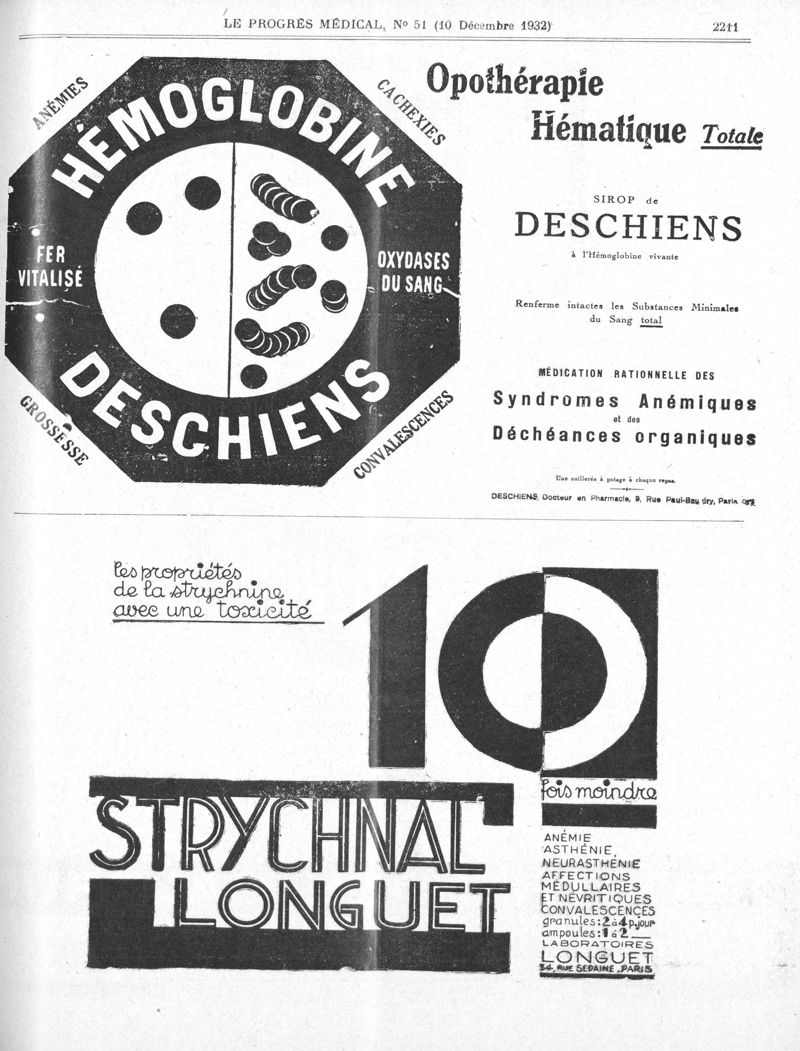 LE PROGRÈS MÉDICAL, No 51 (10 Décembre 1932)
2211
ANÉMIES
CACHEXIES
HÉMOGLOBINE
FER
VITALISÉ
OXYDASES
DU SANG
DESCHIENS
GROSSESSE
CONVALESCENCES
Opothérapie
Hématique Totale
SIROP de
DESCHIENS
à l'Hémoglobine vivante
Renferme intactes les Substances Minimales
du Sang total
MÉDICATION RATIONNELLE DES
Syndromes Anémiques
et des
Déchéances organiques
Une cuillerée à potage à chaque repas.
DESCHIENS, Docteur en Pharmacie, 9, Rue Paul-Baudry, Paris
les propriétés
de la strychnine
avec une toxicité
10
fois moindre
STRYCHNAL
LONGUET
ANÉMIE
ASTHÉNIE,
NEURASTHÉNIE
AFFECTIONS
MÉDULLAIRES
ET NÉVRITIQUES
CONVALESCENCES
granules: 2 à 4 p. jour
ampoules: 1 à 2 __
LABORATOIRES
LONGUET
34, RUE SEDAINE . PARIS